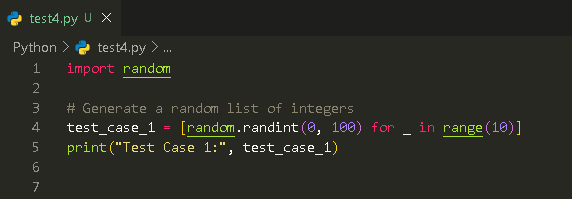 test4.py U ×
Python > test4.py > ...
1 import random
2
3 # Generate a random list of integers
4 test_case_1 = [random.randint(0, 100) for _ in range(10)]
5 print("Test Case 1:", test_case_1)
6
7